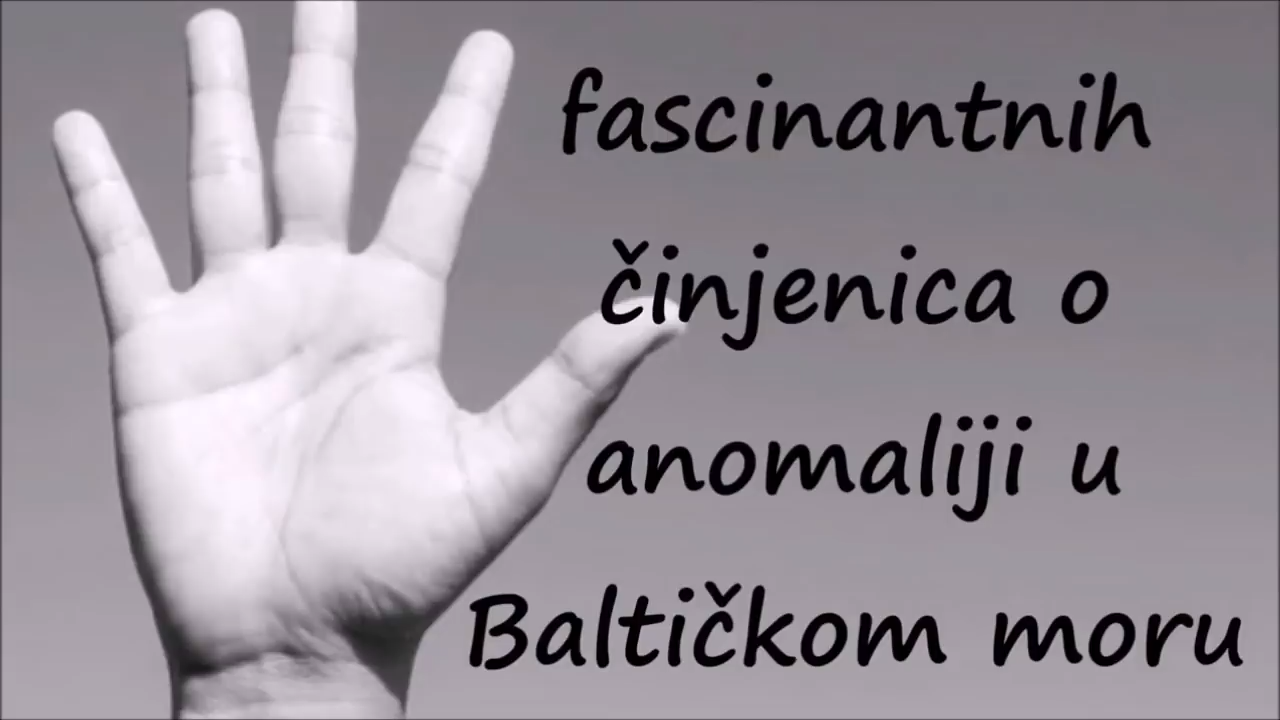 fascinantnih
činjenica o
anomaliji u
Baltičkom moru